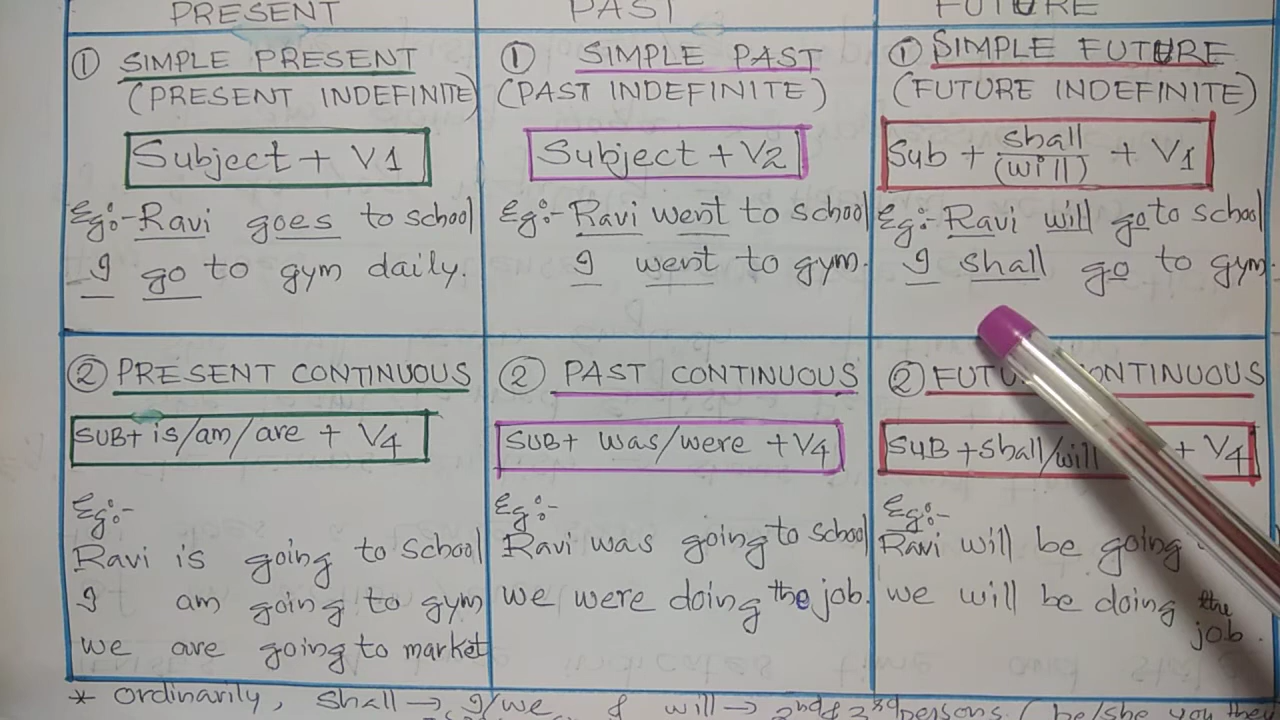 PRESENT
PAST
FUTURE
① SIMPLE PRESENT
(PRESENT INDEFINITE)
Subject + V1
Eg:- Ravi goes to school
I go to gym daily.
① SIMPLE PAST
(PAST INDEFINITE)
Subject + V2
Eg:- Ravi went to school
I went to gym.
① SIMPLE FUTURE
(FUTURE INDEFINITE)
Sub + shall/(will) + V1
Eg:- Ravi will go to school
I shall go to gym.
② PRESENT CONTINUOUS
SUB+ is/am/are + V4
Eg:-
Ravi is going to school
I am going to gym
we are going to market
② PAST CONTINUOUS
SUB+ was/were + V4
Eg:-
Ravi was going to school
we were doing the job.
② CONTINUOUS
SUB + shall/will + V4
Eg:-
Ravi will be going
we will be doing the
job.
* ordinarily, shall → I/we & will → persons